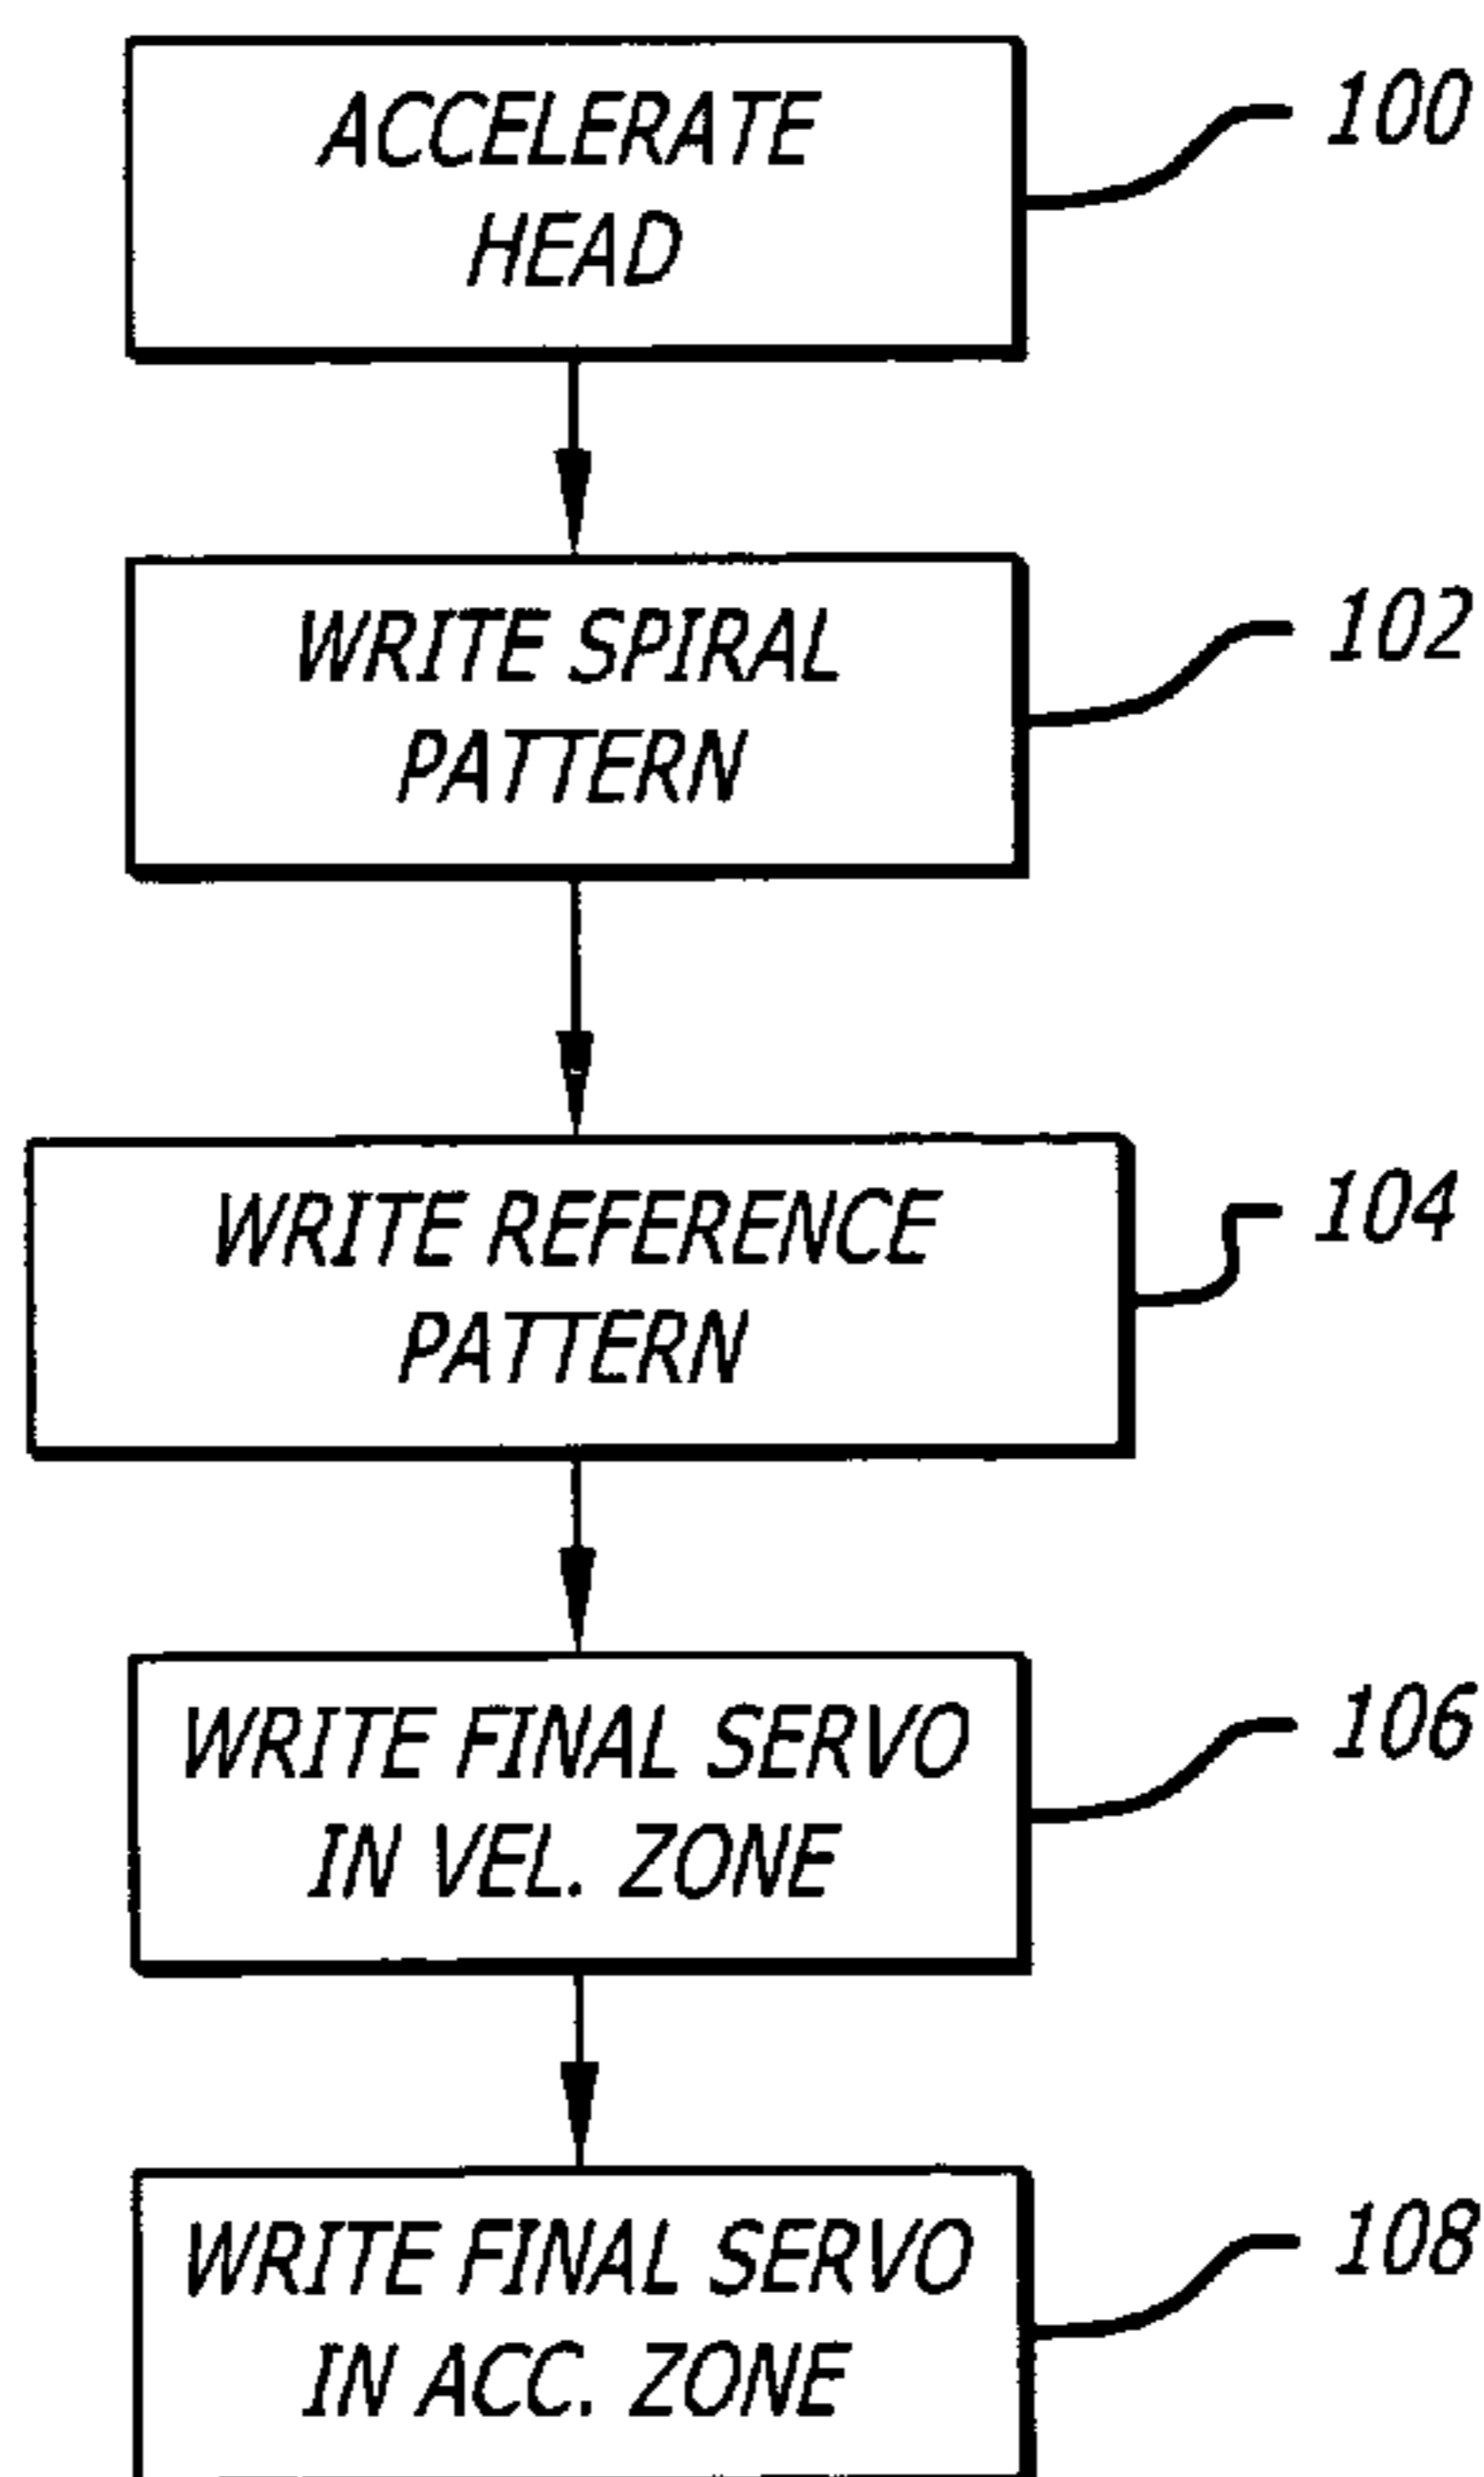 ACCELERATE
HEAD
100
WRITE SPIRAL
PATTERN
102
WRITE REFERENCE
PATTERN
104
WRITE FINAL SERVO
IN VEL. ZONE
106
WRITE FINAL SERVO
IN ACC. ZONE
108